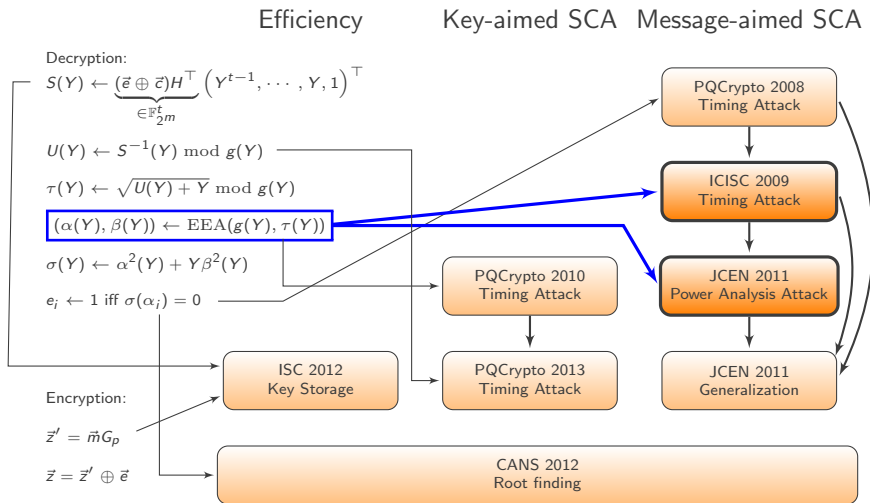 Efficiency
Key-aimed SCA
Message-aimed SCA
Decryption:
S(Y) ← (e⃗ ⊕ c⃗)H^⊤ (Y^{t−1}, ⋯ , Y, 1)^⊤
∈𝔽^t_{2^m}
U(Y) ← S^{−1}(Y) mod g(Y)
τ(Y) ← √(U(Y) + Y) mod g(Y)
(α(Y), β(Y)) ← EEA(g(Y), τ(Y))
σ(Y) ← α²(Y) + Yβ²(Y)
e_i ← 1 iff σ(α_i) = 0
Encryption:
z⃗′ = m⃗G_p
z⃗ = z⃗′ ⊕ e⃗
ISC 2012
Key Storage
PQCrypto 2010
Timing Attack
PQCrypto 2013
Timing Attack
PQCrypto 2008
Timing Attack
ICISC 2009
Timing Attack
JCEN 2011
Power Analysis Attack
JCEN 2011
Generalization
CANS 2012
Root finding